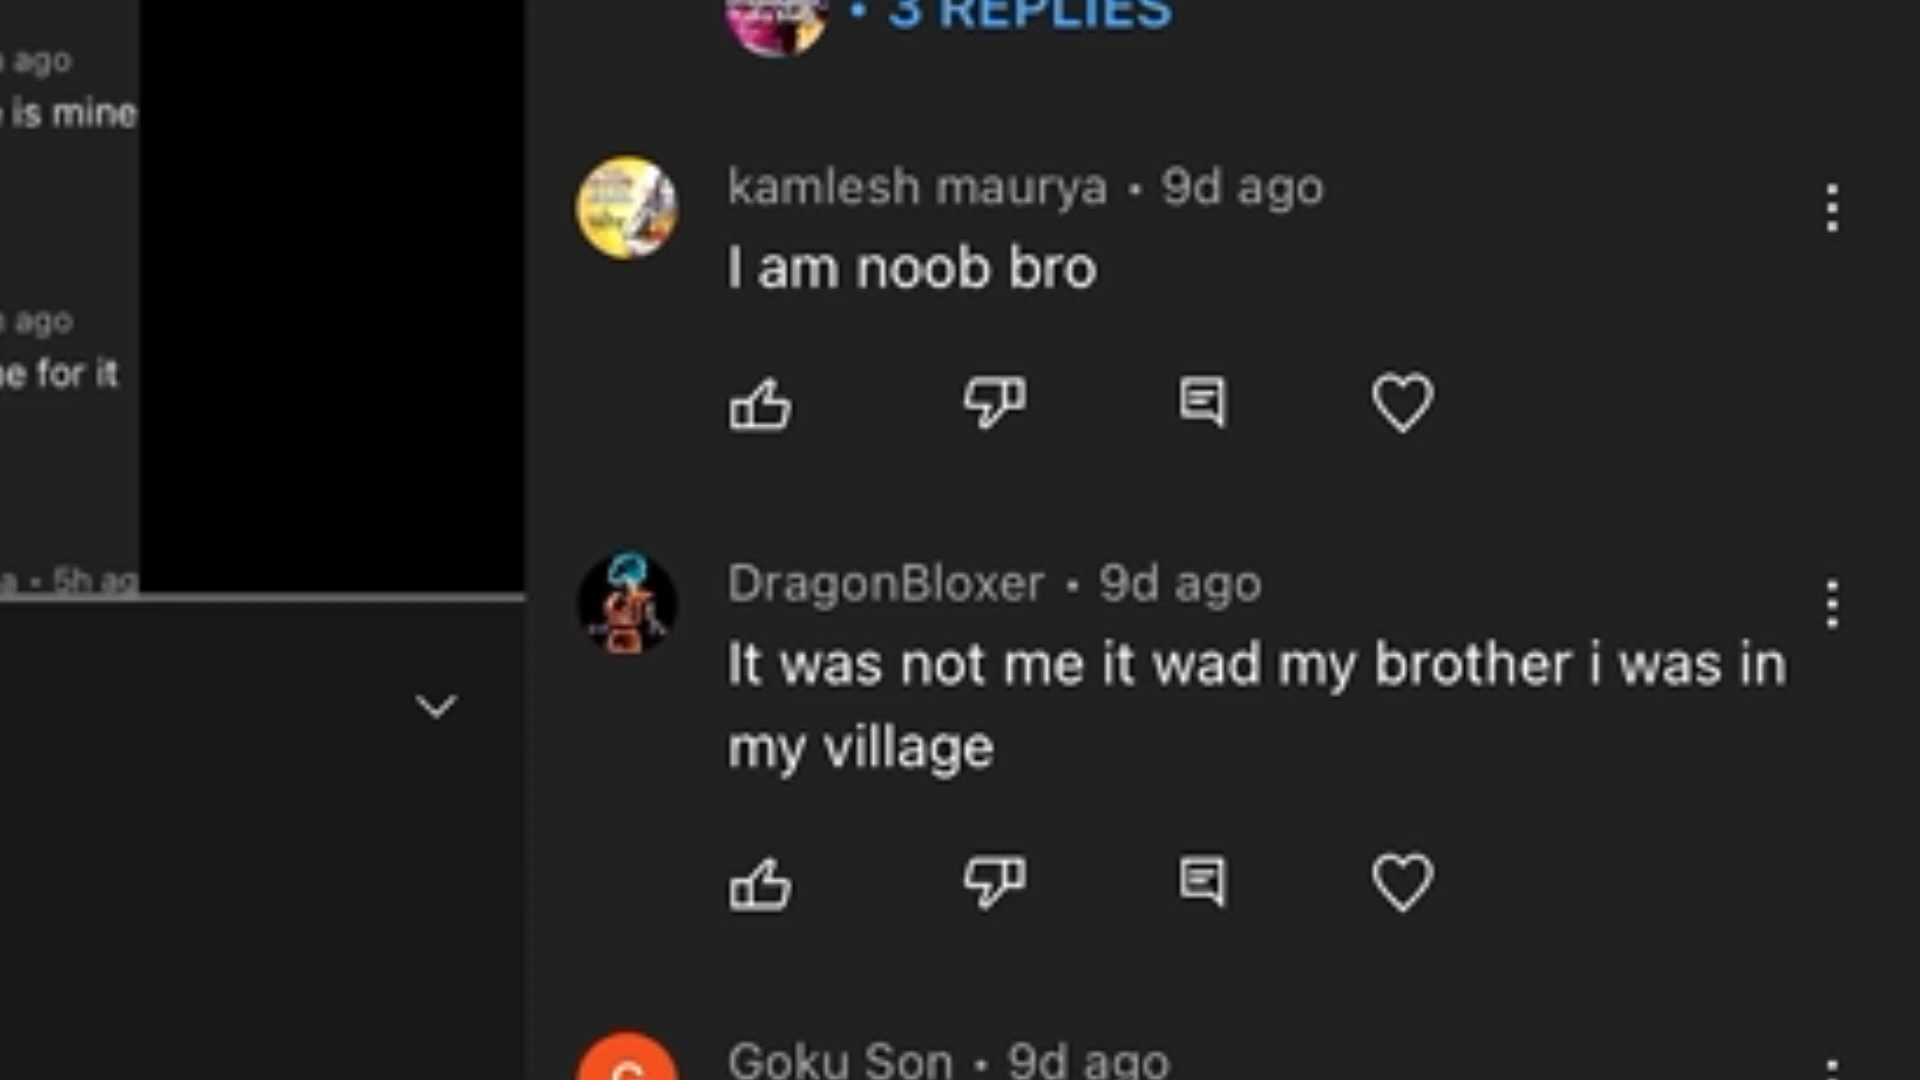 ago
is mine
ago
for it
5h ag
3 REPLIES
kamlesh maurya • 9d ago
I am noob bro
DragonBloxer • 9d ago
It was not me it wad my brother i was in
my village
Goku Son • 9d ago